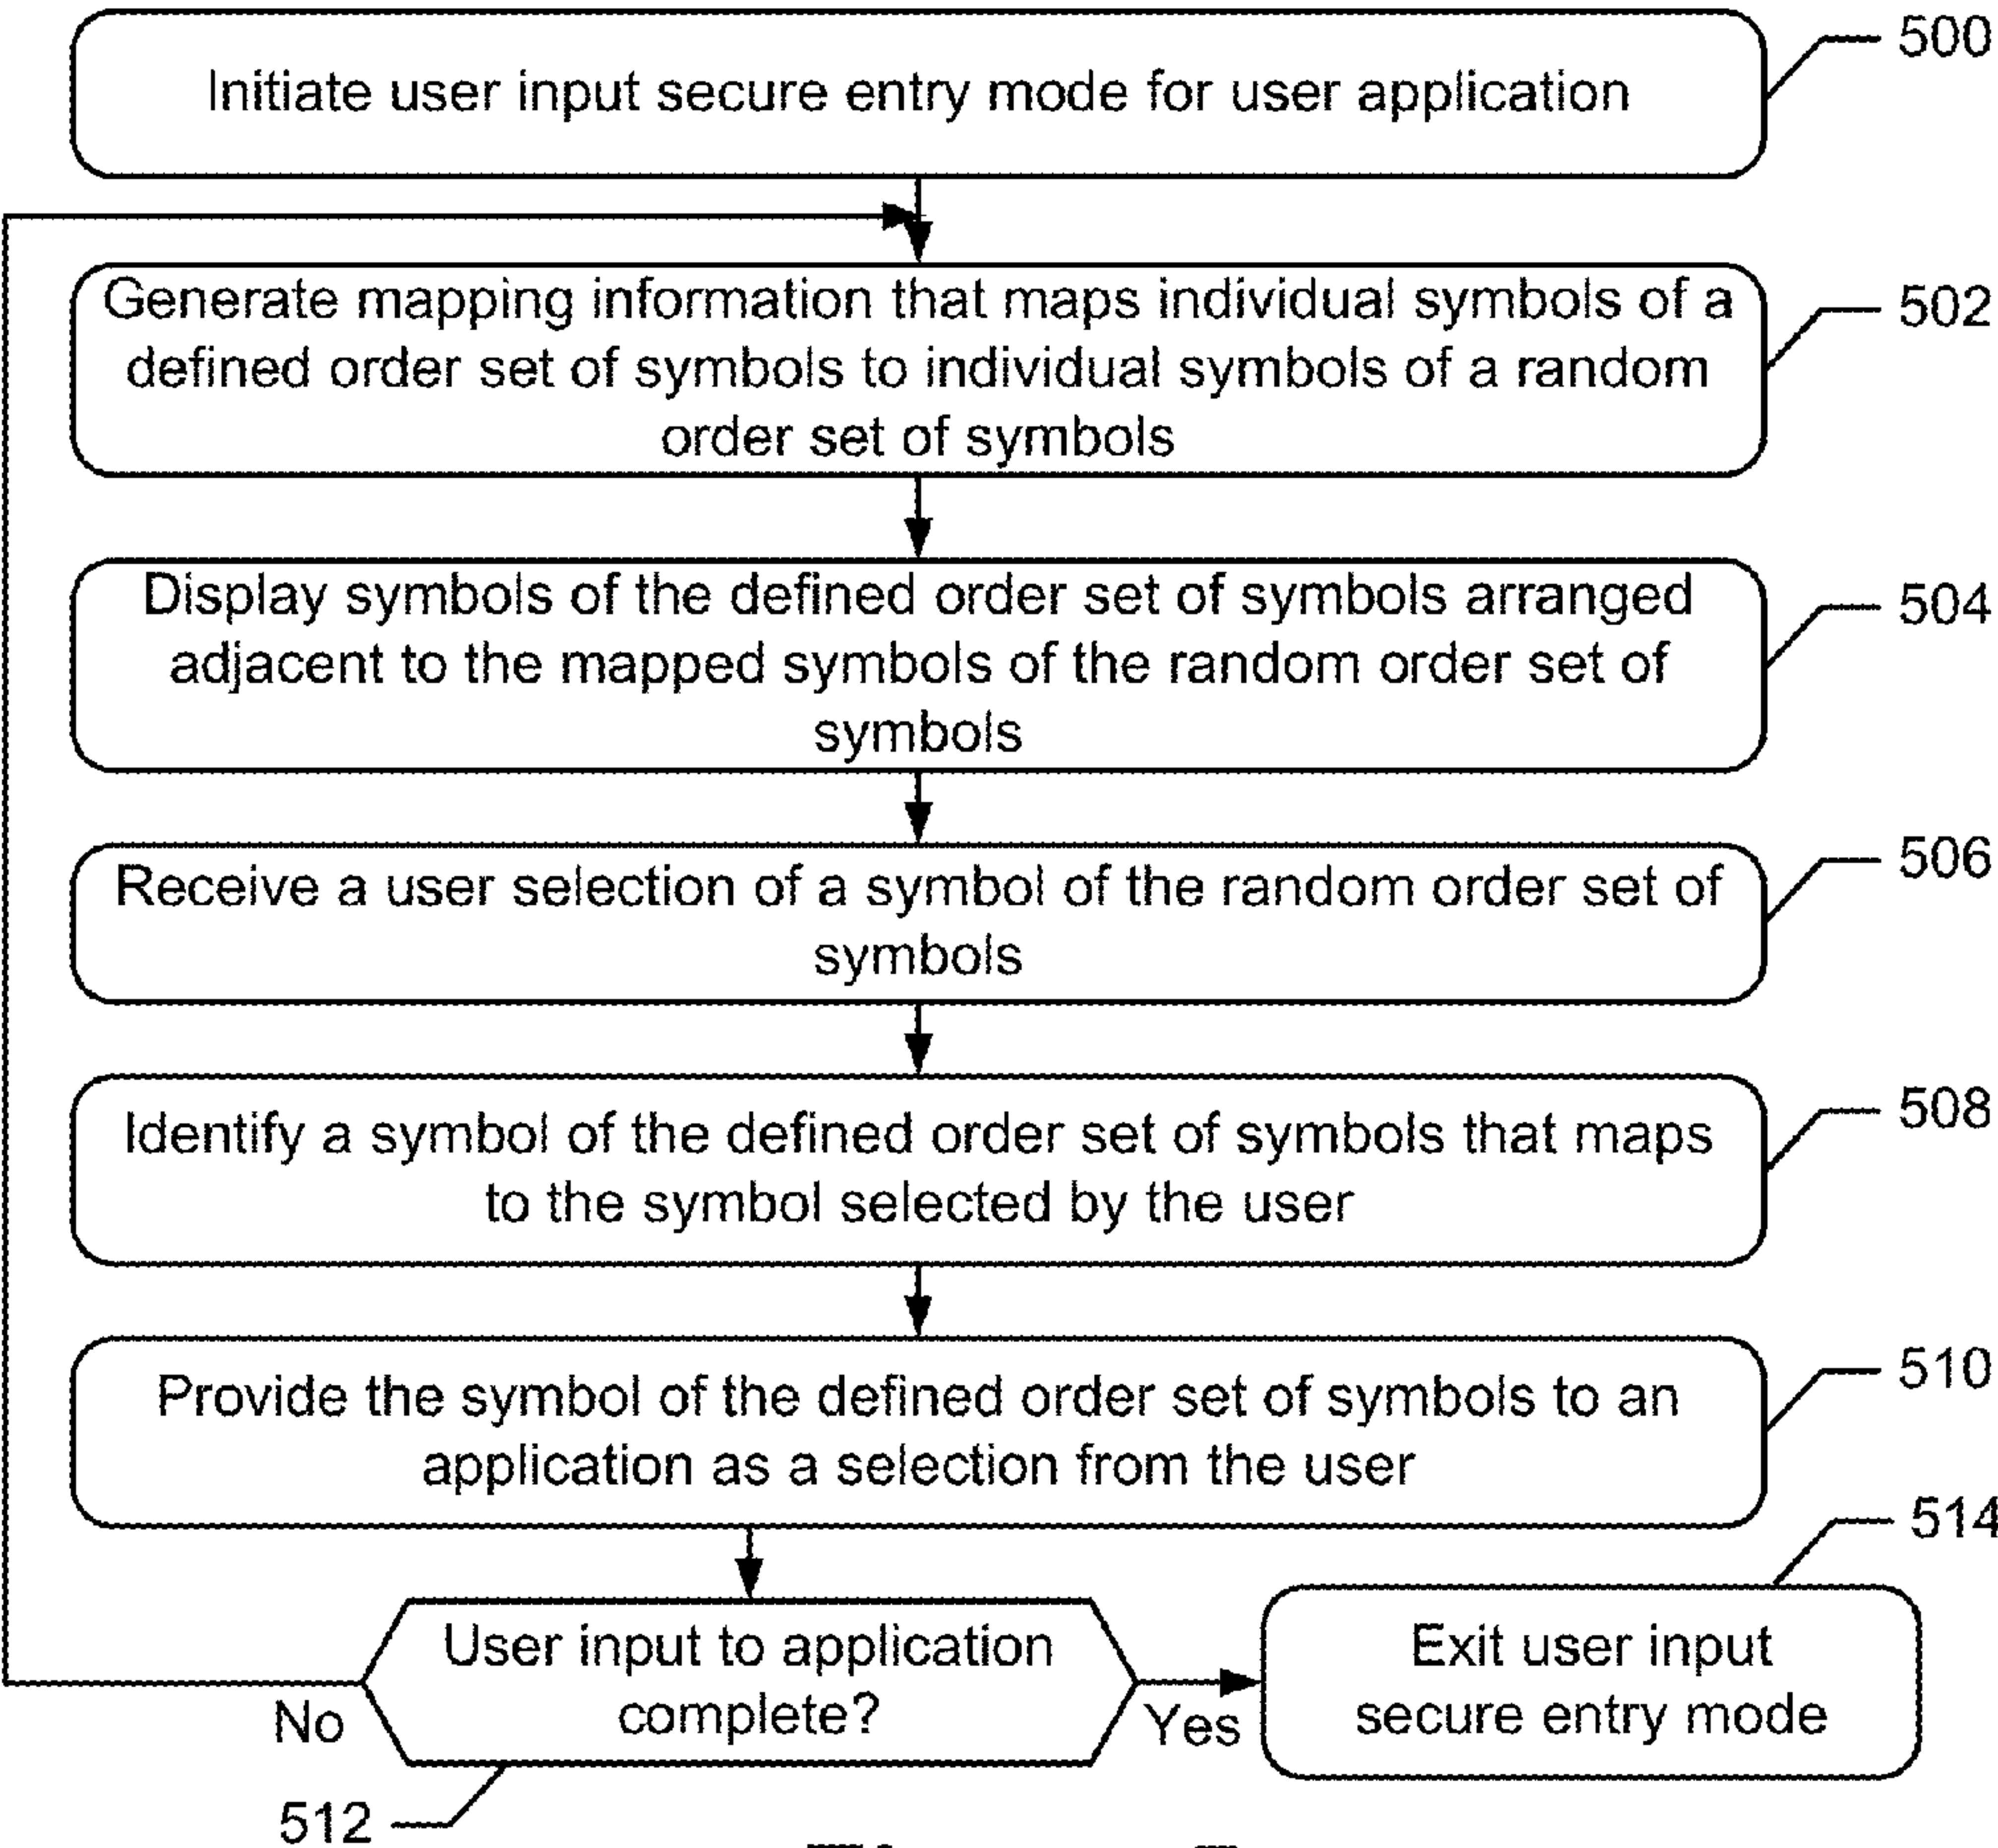 500
Initiate user input secure entry mode for user application
502
Generate mapping information that maps individual symbols of a
defined order set of symbols to individual symbols of a random
order set of symbols
504
Display symbols of the defined order set of symbols arranged
adjacent to the mapped symbols of the random order set of
symbols
506
Receive a user selection of a symbol of the random order set of
symbols
508
Identify a symbol of the defined order set of symbols that maps
to the symbol selected by the user
510
Provide the symbol of the defined order set of symbols to an
application as a selection from the user
514
User input to application
complete?
No
Yes
Exit user input
secure entry mode
512